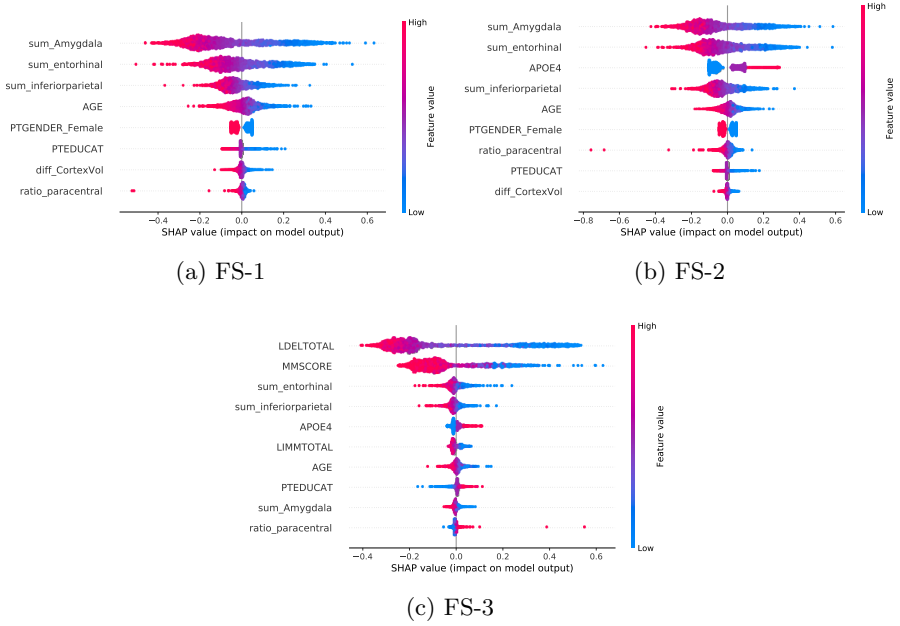 sum_Amygdala
sum_entorhinal
sum_inferiorparietal
AGE
PTGENDER_Female
PTEDUCAT
diff_CortexVol
ratio_paracentral
−0.4 −0.2 0.0 0.2 0.4 0.6
SHAP value (impact on model output)
High
Feature value
Low
(a) FS-1
sum_Amygdala
sum_entorhinal
APOE4
sum_inferiorparietal
AGE
PTGENDER_Female
ratio_paracentral
PTEDUCAT
diff_CortexVol
−0.8 −0.6 −0.4 −0.2 0.0 0.2 0.4 0.6
SHAP value (impact on model output)
High
Feature value
Low
(b) FS-2
LDELTOTAL
MMSCORE
sum_entorhinal
sum_inferiorparietal
APOE4
LIMMTOTAL
AGE
PTEDUCAT
sum_Amygdala
ratio_paracentral
−0.4 −0.2 0.0 0.2 0.4 0.6
SHAP value (impact on model output)
High
Feature value
Low
(c) FS-3